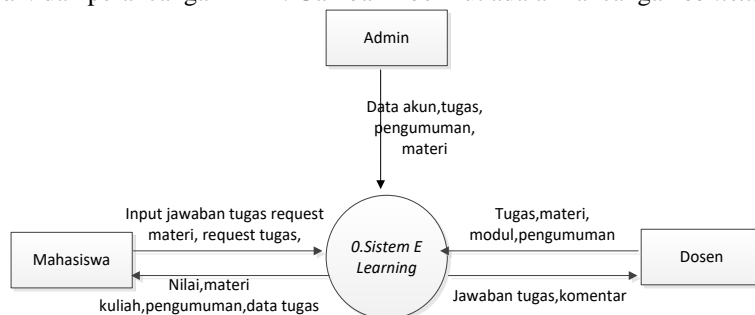 Admin
Data akun,tugas,
pengumuman,
materi
Input jawaban tugas request
materi, request tugas,
Tugas,materi,
modul,pengumuman
Mahasiswa
0.Sistem E
Learning
Dosen
Nilai,materi
kuliah,pengumuman,data tugas
Jawaban tugas,komentar